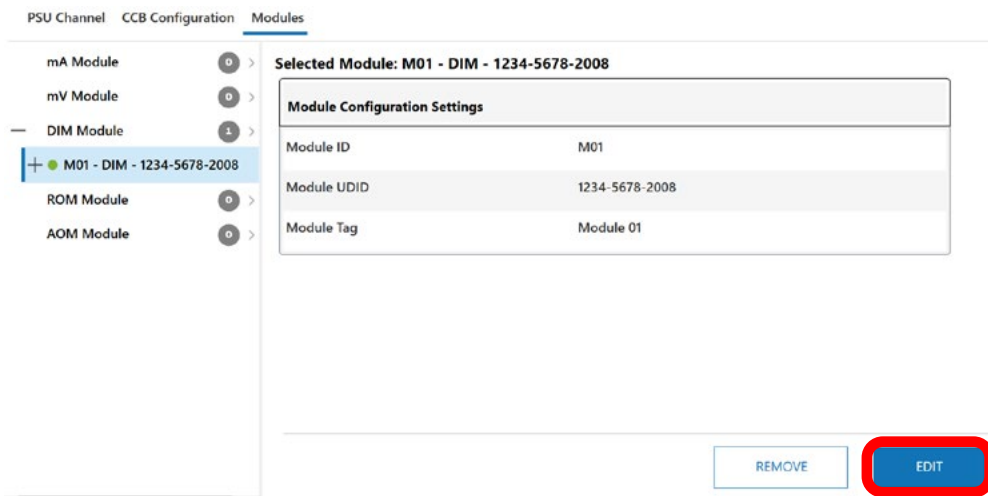 PSU Channel CCB Configuration Modules
mA Module 0
mV Module 0
DIM Module 1
M01 - DIM - 1234-5678-2008
ROM Module 0
AOM Module 0
Selected Module: M01 - DIM - 1234-5678-2008
Module Configuration Settings
Module ID M01
Module UDID 1234-5678-2008
Module Tag Module 01
REMOVE EDIT